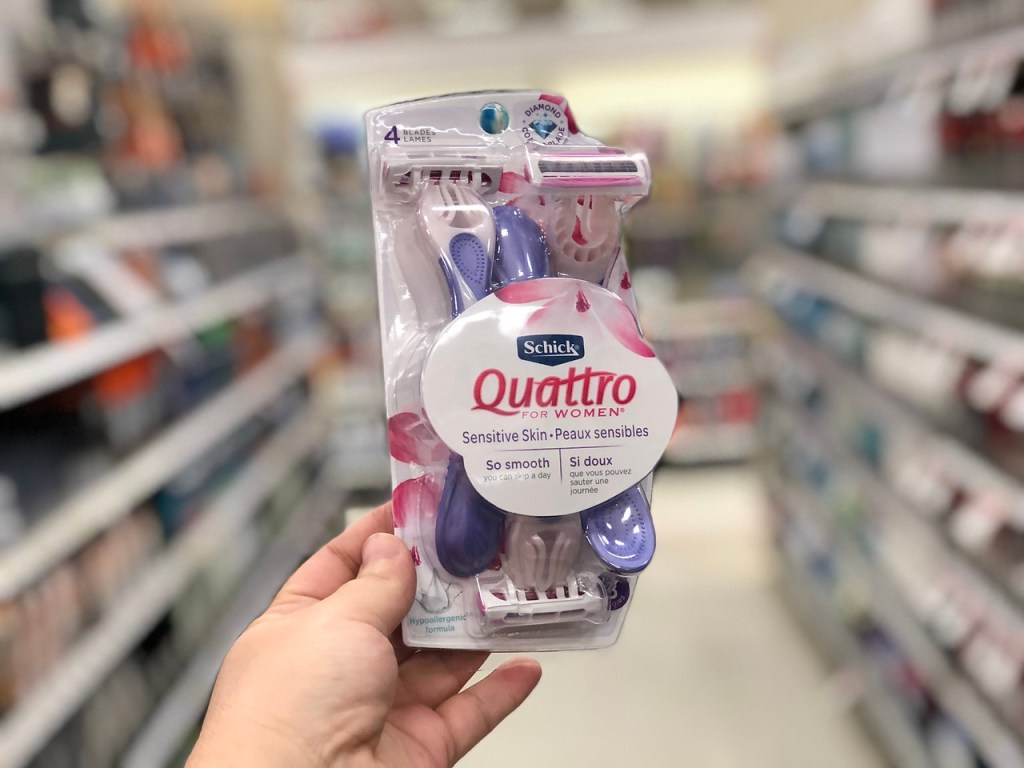 4 BLADES
LAMES
DIAMOND
Schick®
Quattro
FOR WOMEN®
Sensitive Skin • Peaux sensibles
So smooth
you can skip a day
Si doux
que vous pouvez
sauter une
journée
Hypoallergenic
formula